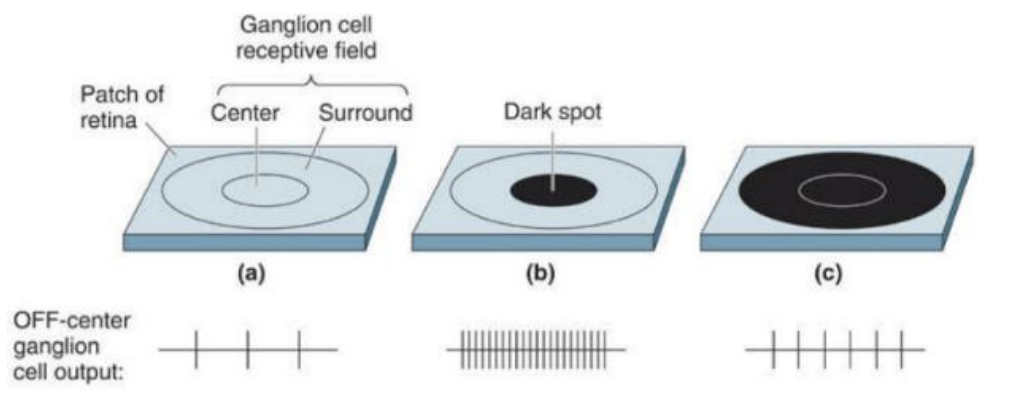 Ganglion cell
receptive field
Patch of
retina
Center
Surround
Dark spot
(a)
(b)
(c)
OFF-center
ganglion
cell output: